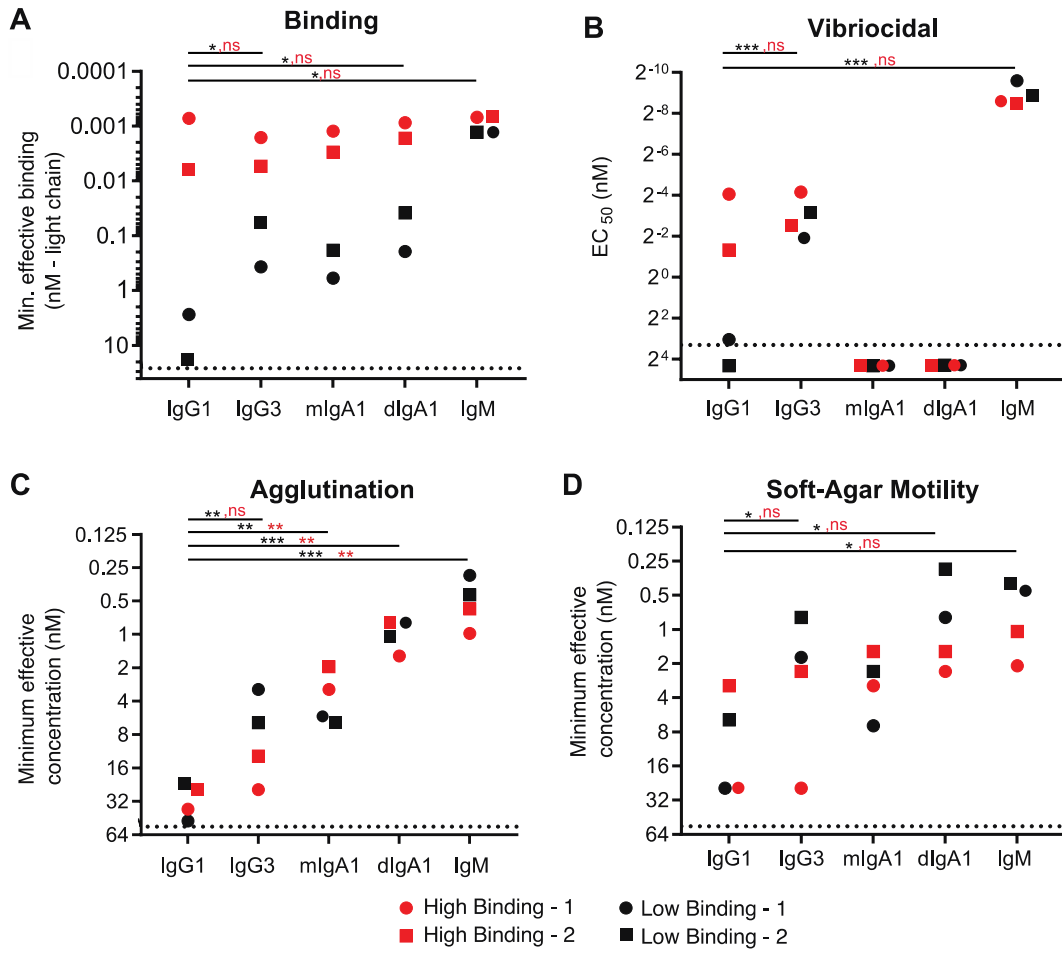 A
Binding
*,ns
*,ns
*,ns
0.0001
0.001
0.01
0.1
1
10
Min. effective binding
(nM - light chain)
IgG1 IgG3 mIgA1 dIgA1 IgM
B
Vibriocidal
***,ns
***,ns
2-10
2-8
2-6
2-4
2-2
20
22
24
EC50 (nM)
IgG1 IgG3 mIgA1 dIgA1 IgM
C
Agglutination
**,ns
** **
*** **
*** **
0.125
0.25
0.5
1
2
4
8
16
32
64
Minimum effective
concentration (nM)
IgG1 IgG3 mIgA1 dIgA1 IgM
D
Soft-Agar Motility
*,ns
*,ns
*,ns
0.125
0.25
0.5
1
2
4
8
16
32
64
Minimum effective
concentration (nM)
IgG1 IgG3 mIgA1 dIgA1 IgM
High Binding - 1 Low Binding - 1
High Binding - 2 Low Binding - 2